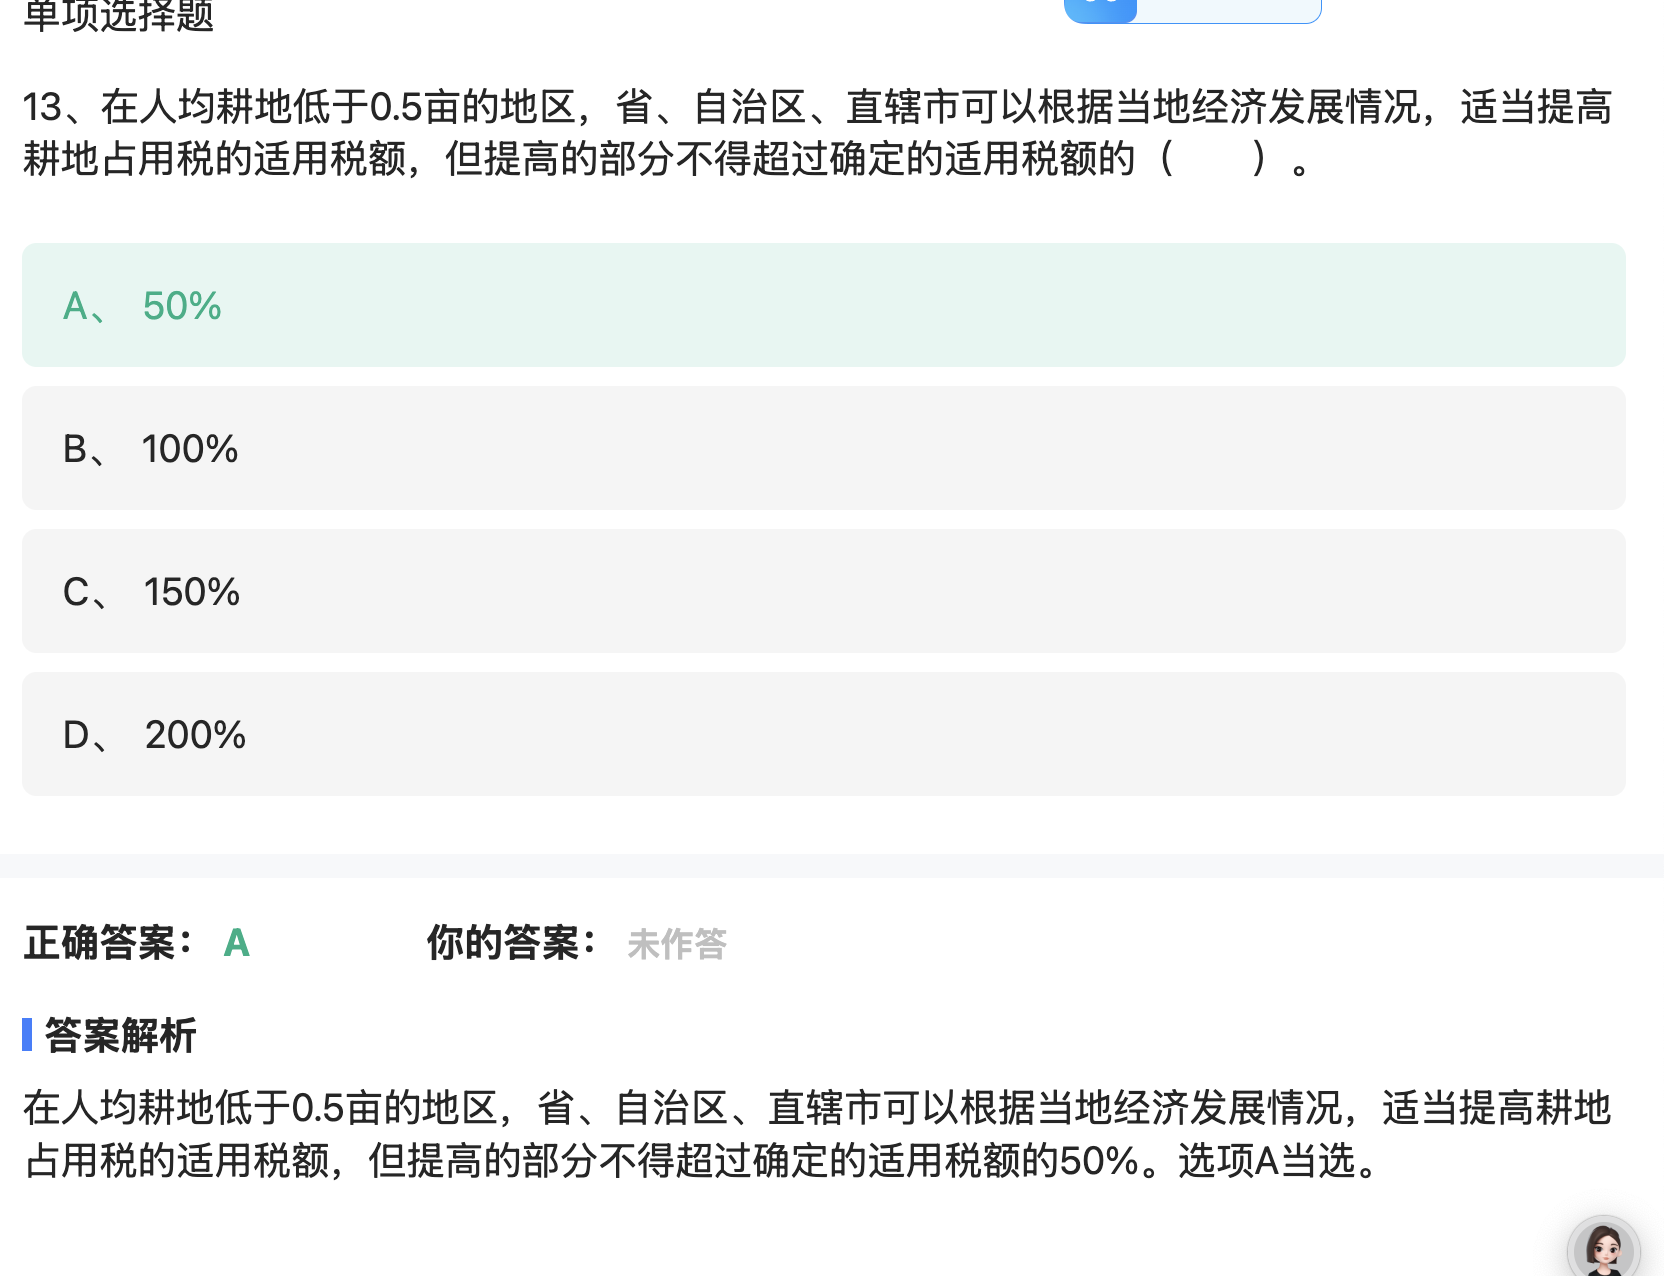 单项选择题
13、在人均耕地低于0.5亩的地区，省、自治区、直辖市可以根据当地经济发展情况，适当提高
耕地占用税的适用税额，但提高的部分不得超过确定的适用税额的（　　）。
A、 50%
B、 100%
C、 150%
D、 200%
正确答案： A 你的答案： 未作答
答案解析
在人均耕地低于0.5亩的地区，省、自治区、直辖市可以根据当地经济发展情况，适当提高耕地
占用税的适用税额，但提高的部分不得超过确定的适用税额的50%。选项A当选。